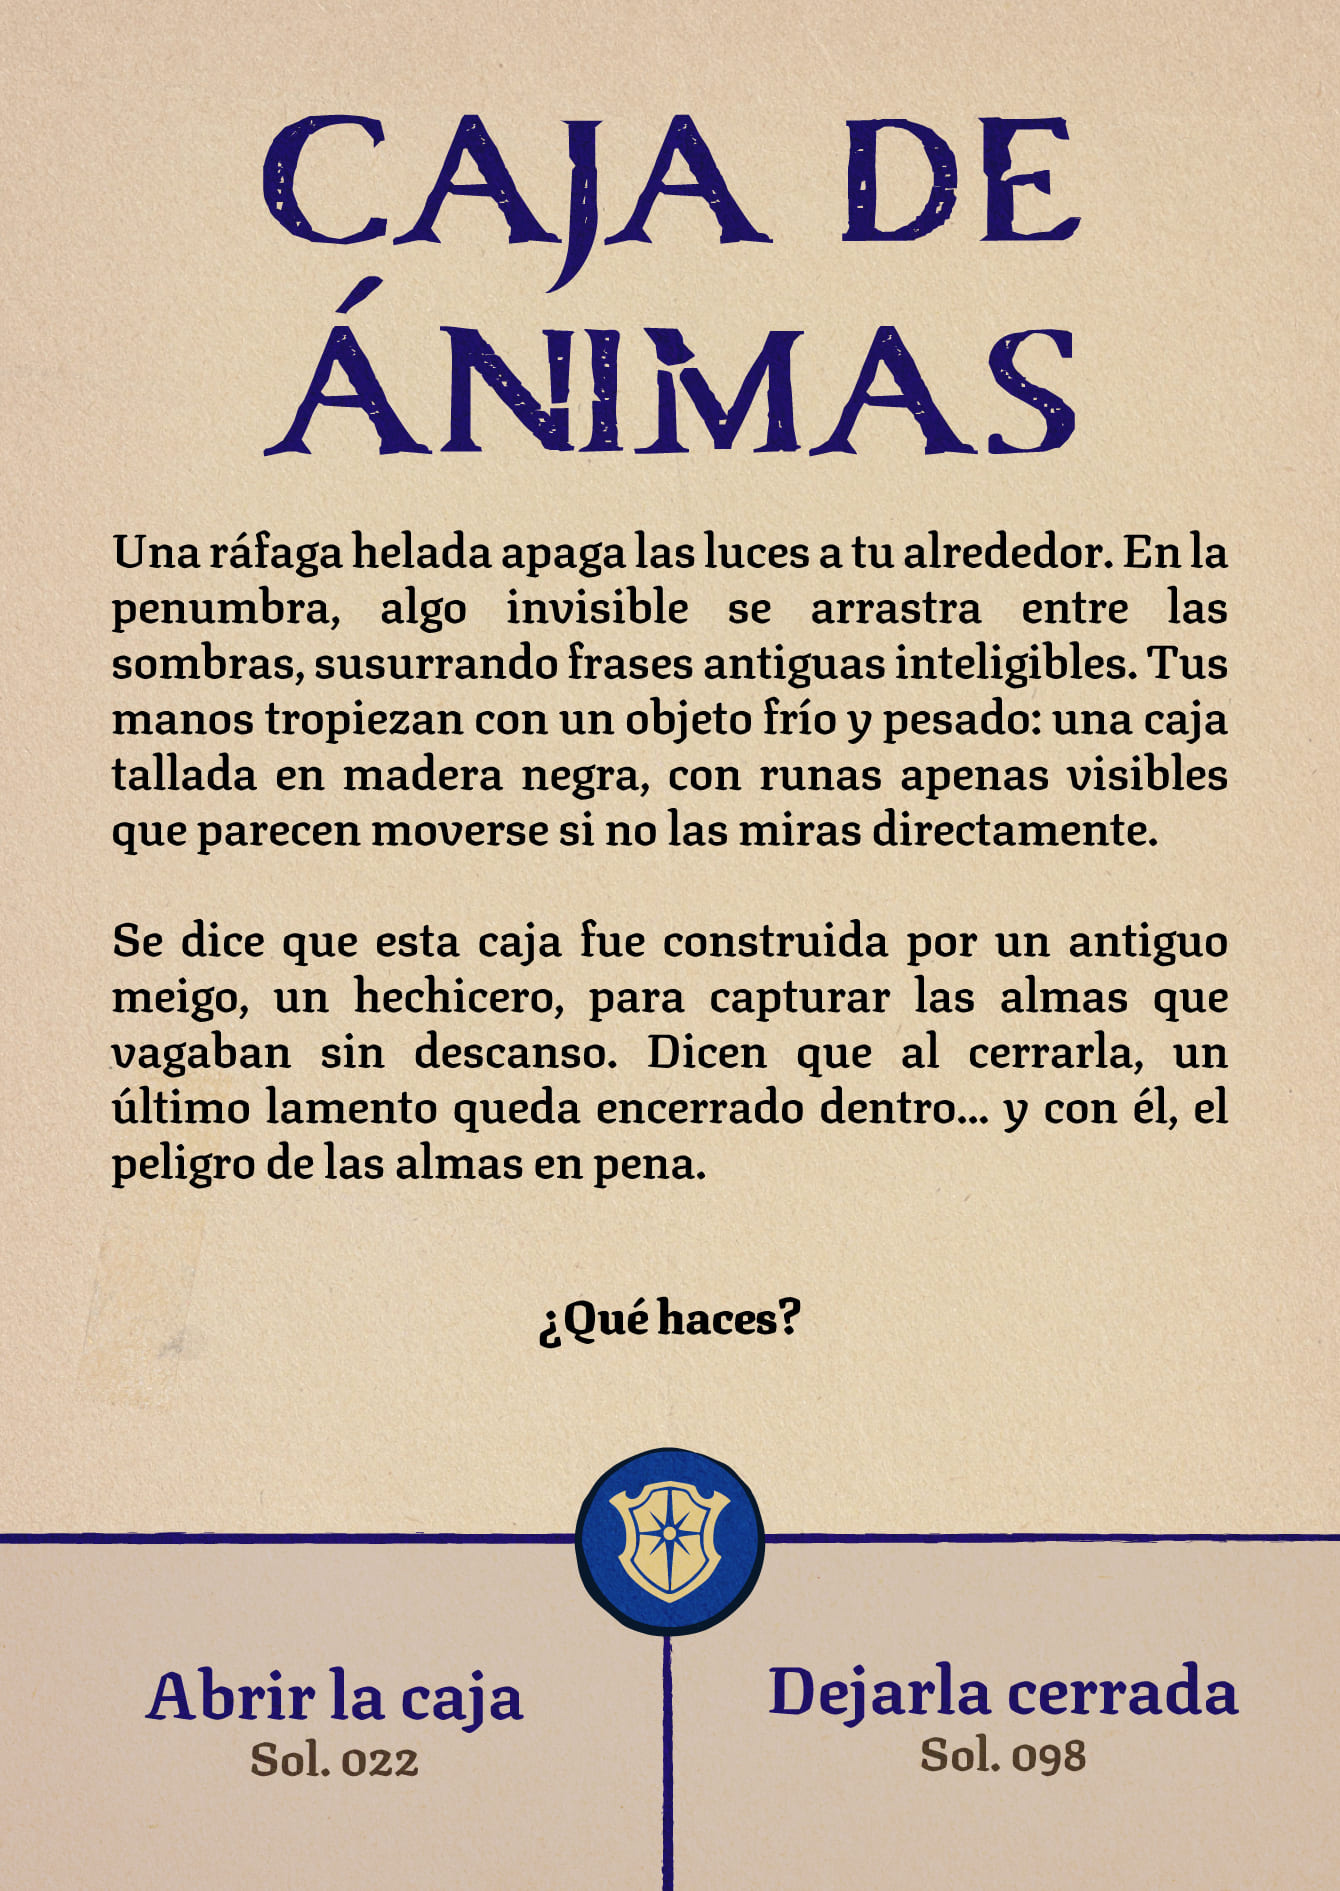 CAJA DE
ÁNIMAS
Una ráfaga helada apaga las luces a tu alrededor. En la
penumbra, algo invisible se arrastra entre las
sombras, susurrando frases antiguas inteligibles. Tus
manos tropiezan con un objeto frío y pesado: una caja
tallada en madera negra, con runas apenas visibles
que parecen moverse si no las miras directamente.
Se dice que esta caja fue construida por un antiguo
meigo, un hechicero, para capturar las almas que
vagaban sin descanso. Dicen que al cerrarla, un
último lamento queda encerrado dentro... y con él, el
peligro de las almas en pena.
¿Qué haces?
Abrir la caja
Sol. 022
Dejarla cerrada
Sol. 098